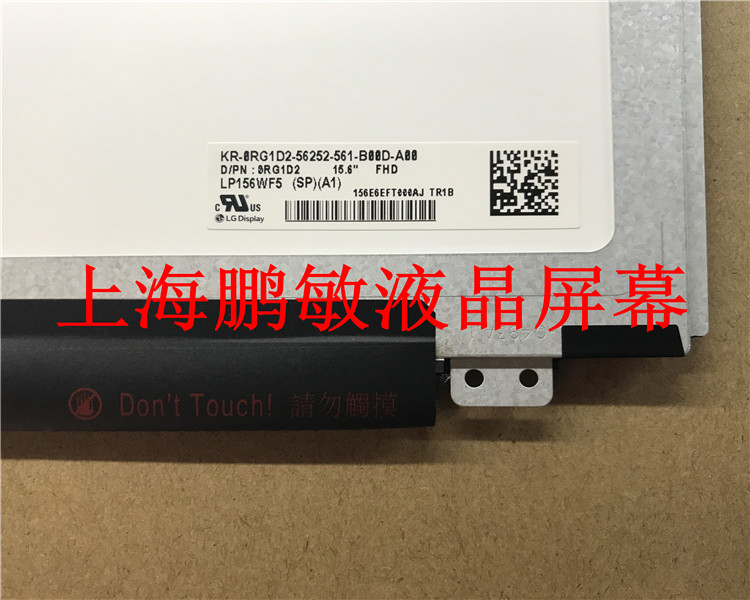 KR-0RG1D2-56252-561-B00D-A00
D/PN : 0RG1D2 15.6" FHD
LP156WF5 (SP)(A1)
156E6EFT000AJ TR1B
c RU US
LG Display
上海鹏敏液晶屏幕
Don't Touch! 請勿觸摸